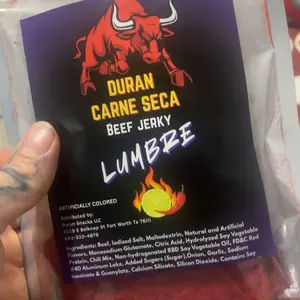 DURAN
CARNE SECA
BEEF JERKY
LUMBRE
ARTIFICIALLY COLORED
Distributed by:
Duran Snacks LLC
E Belknap St Fort Worth Tx 76111
Ingredients: Beef, Iodized Salt, Maltodextrin, Natural and Artificial
Flavors, Monosodium Glutamate, Citric Acid, Hydrolyzed Soy Vegetable
Protein, Chili Mix, Non-hydrogenated RBD Soy Vegetable Oil, FD&C Red
#40 Aluminum Lake, Added Sugars (Sugar).Onion, Garlic, Sodium
Inosinate & Guanylate, Calcium Silicate, Silicon Dioxide. Contains Soy